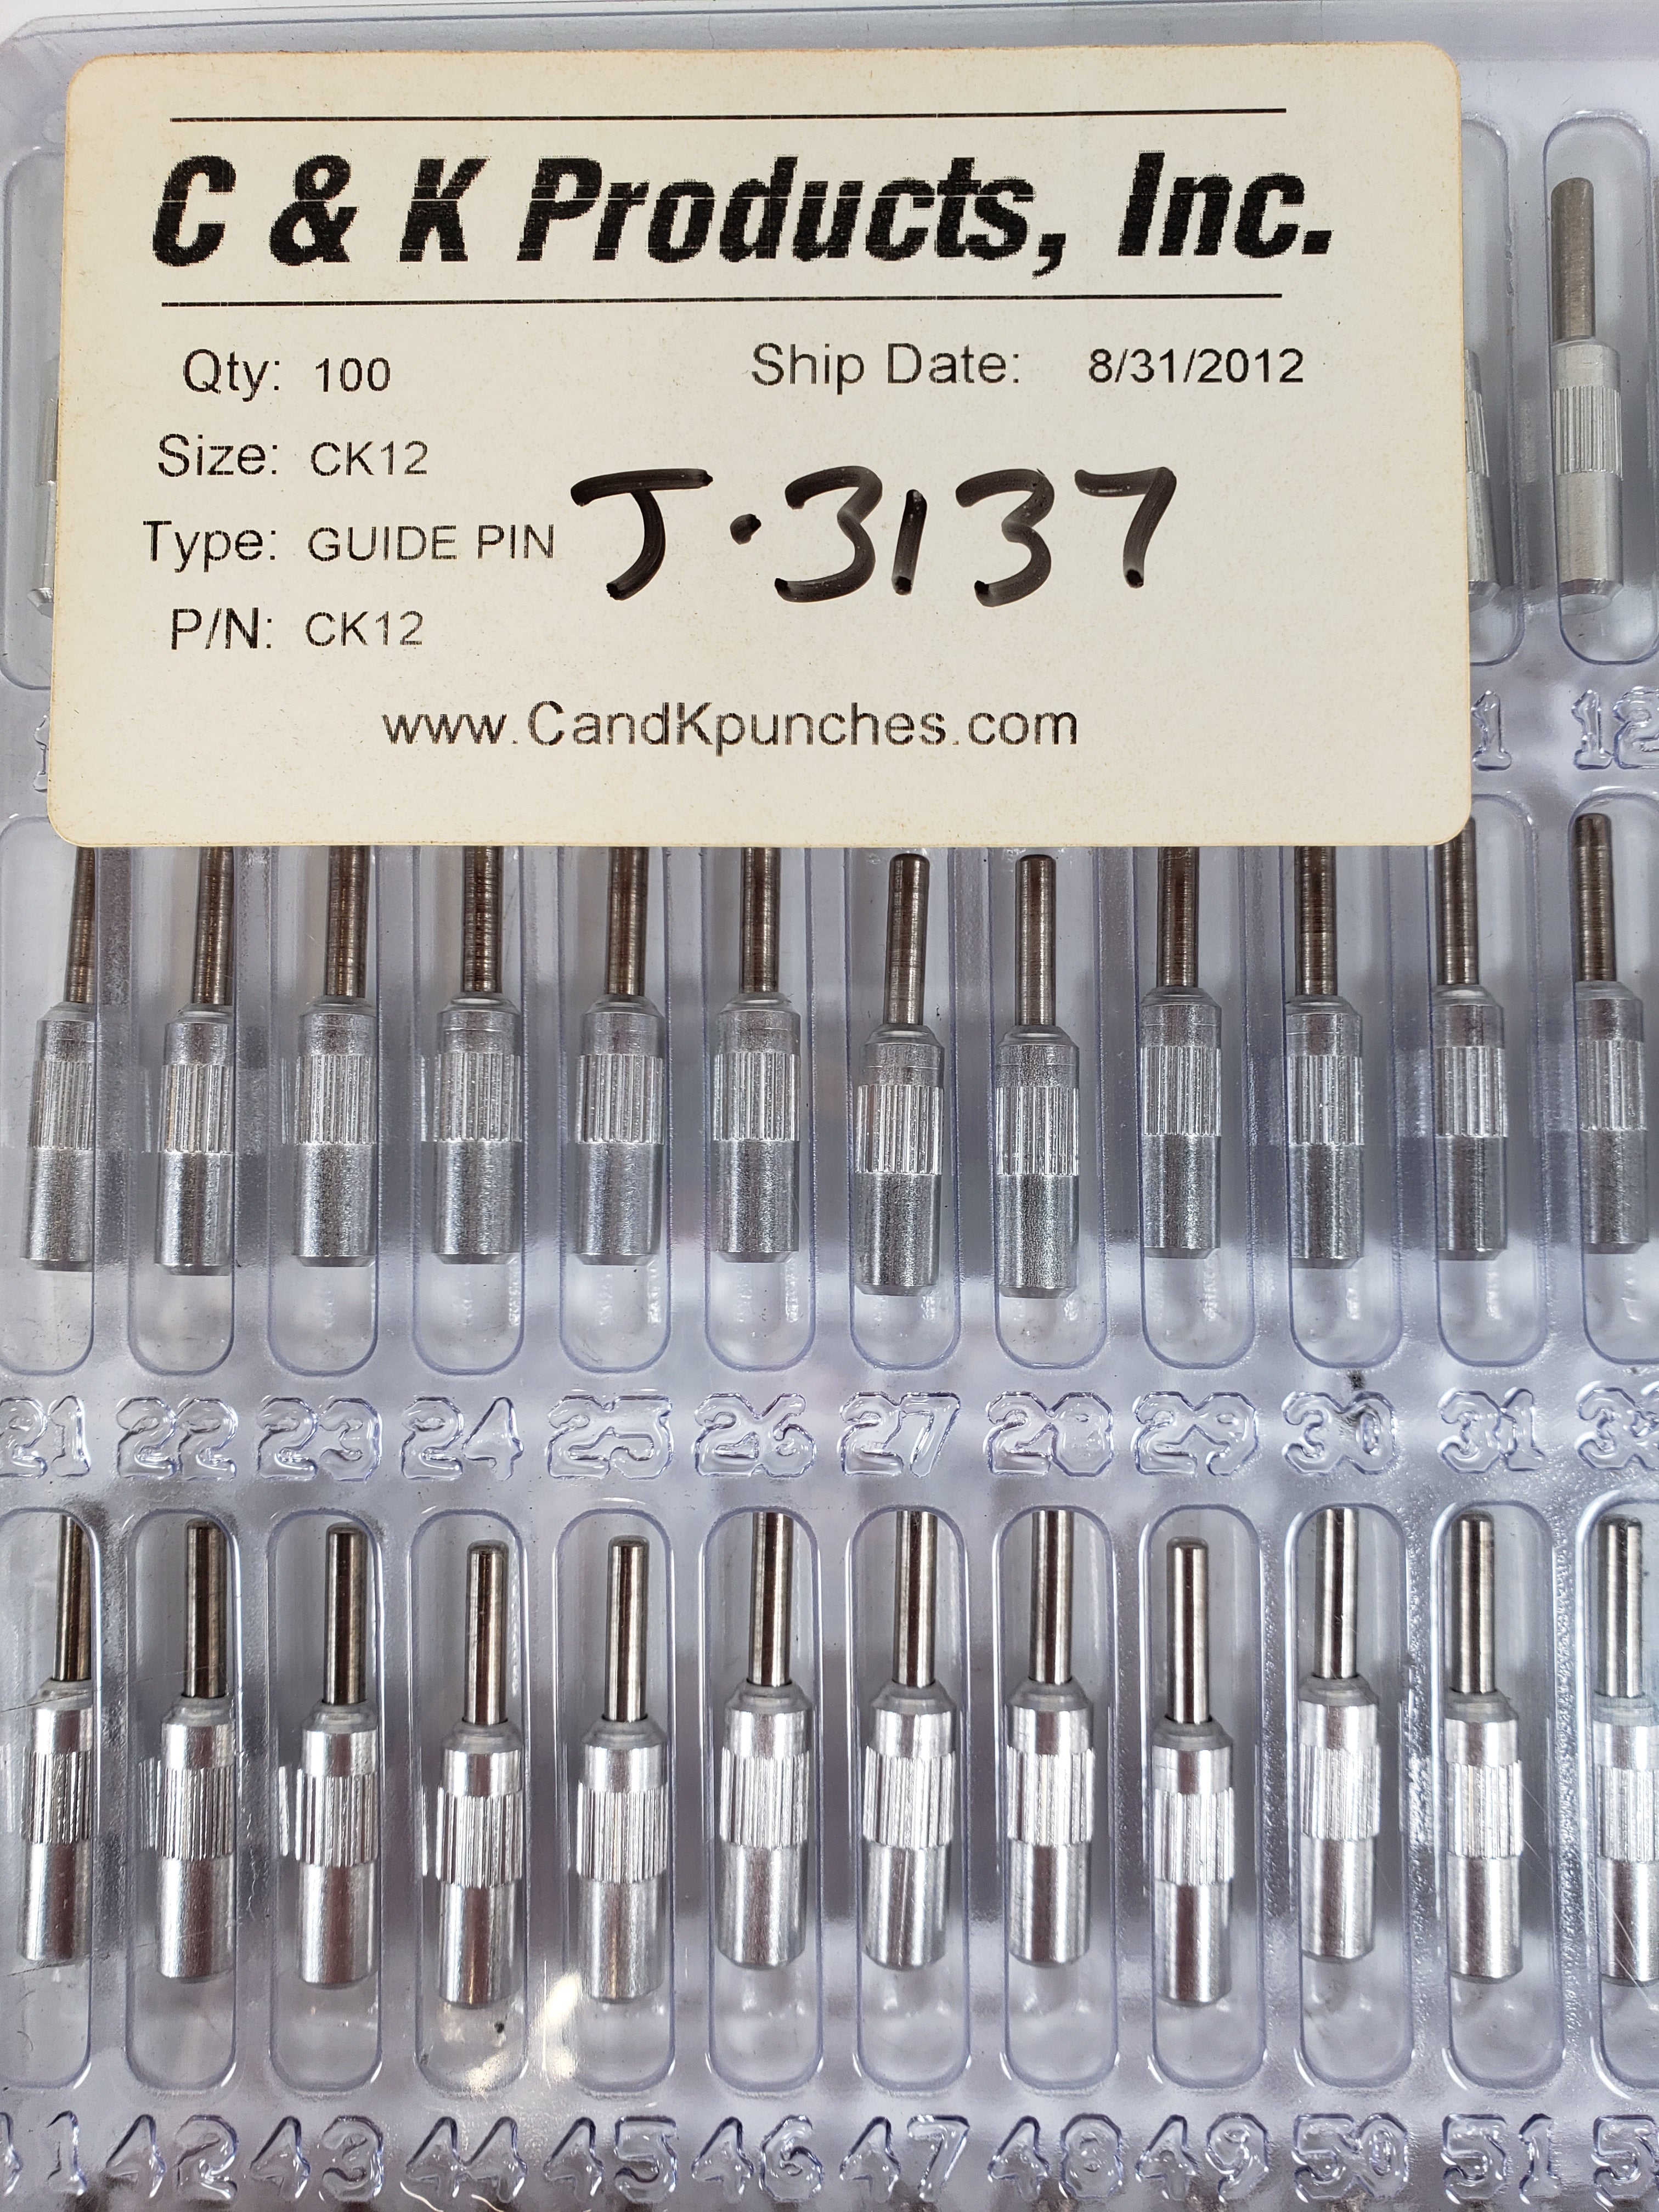 C & K Products, Inc.
Qty: 100 Ship Date: 8/31/2012
Size: CK12
Type: GUIDE PIN J.3137
P/N: CK12
www.CandKpunches.com
12
21 22 23 24 25 26 27 28 29 30 31
41 42 43 44 45 46 47 48 49 50 51